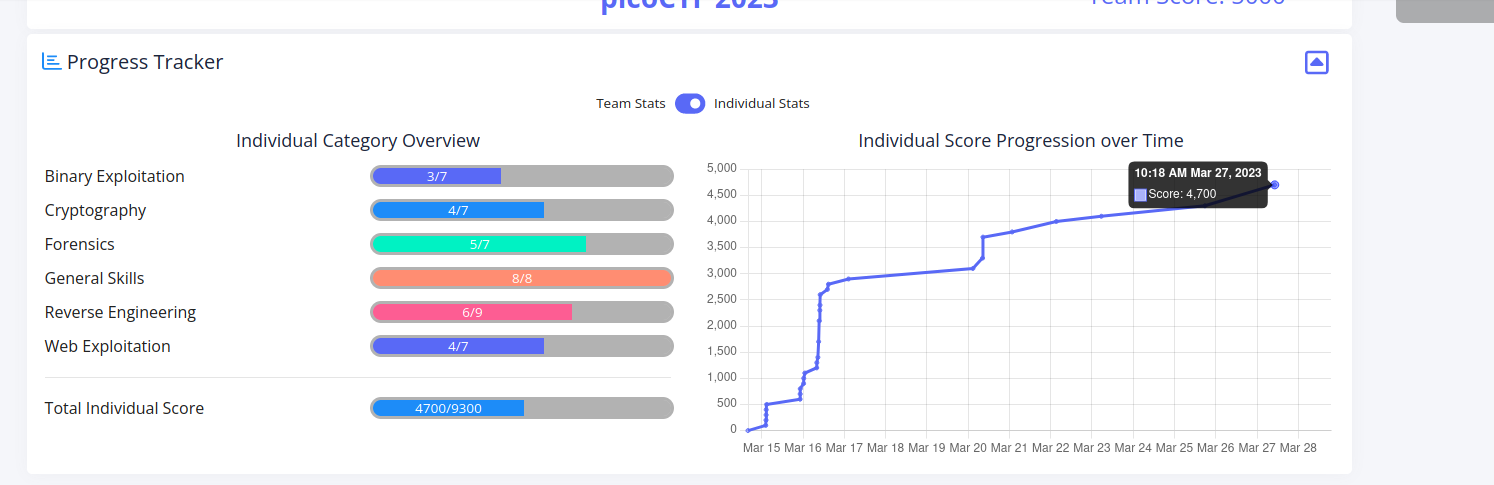 picoCTF 2023
Team Score: 5000
Progress Tracker
Team Stats Individual Stats
Individual Category Overview
Binary Exploitation 3/7
Cryptography 4/7
Forensics 5/7
General Skills 8/8
Reverse Engineering 6/9
Web Exploitation 4/7
Total Individual Score 4700/9300
Individual Score Progression over Time
10:18 AM Mar 27, 2023
Score: 4,700
5,000
4,500
4,000
3,500
3,000
2,500
2,000
1,500
1,000
500
0
Mar 15 Mar 16 Mar 17 Mar 18 Mar 19 Mar 20 Mar 21 Mar 22 Mar 23 Mar 24 Mar 25 Mar 26 Mar 27 Mar 28